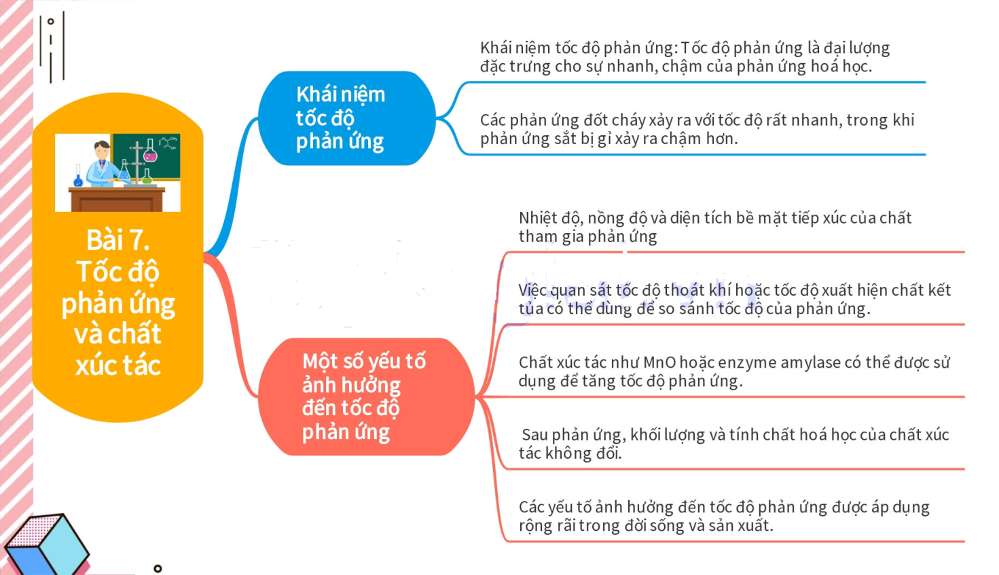 Bài 7.
Tốc độ
phản ứng
và chất
xúc tác
Khái niệm
tốc độ
phản ứng
Khái niệm tốc độ phản ứng: Tốc độ phản ứng là đại lượng
đặc trưng cho sự nhanh, chậm của phản ứng hoá học.
Các phản ứng đốt cháy xảy ra với tốc độ rất nhanh, trong khi
phản ứng sắt bị gỉ xảy ra chậm hơn.
Một số yếu tố
ảnh hưởng
đến tốc độ
phản ứng
Nhiệt độ, nồng độ và diện tích bề mặt tiếp xúc của chất
tham gia phản ứng
Việc quan sát tốc độ thoát khí hoặc tốc độ xuất hiện chất kết
tủa có thể dùng để so sánh tốc độ của phản ứng.
Chất xúc tác như MnO hoặc enzyme amylase có thể được sử
dụng để tăng tốc độ phản ứng.
Sau phản ứng, khối lượng và tính chất hoá học của chất xúc
tác không đổi.
Các yếu tố ảnh hưởng đến tốc độ phản ứng được áp dụng
rộng rãi trong đời sống và sản xuất.